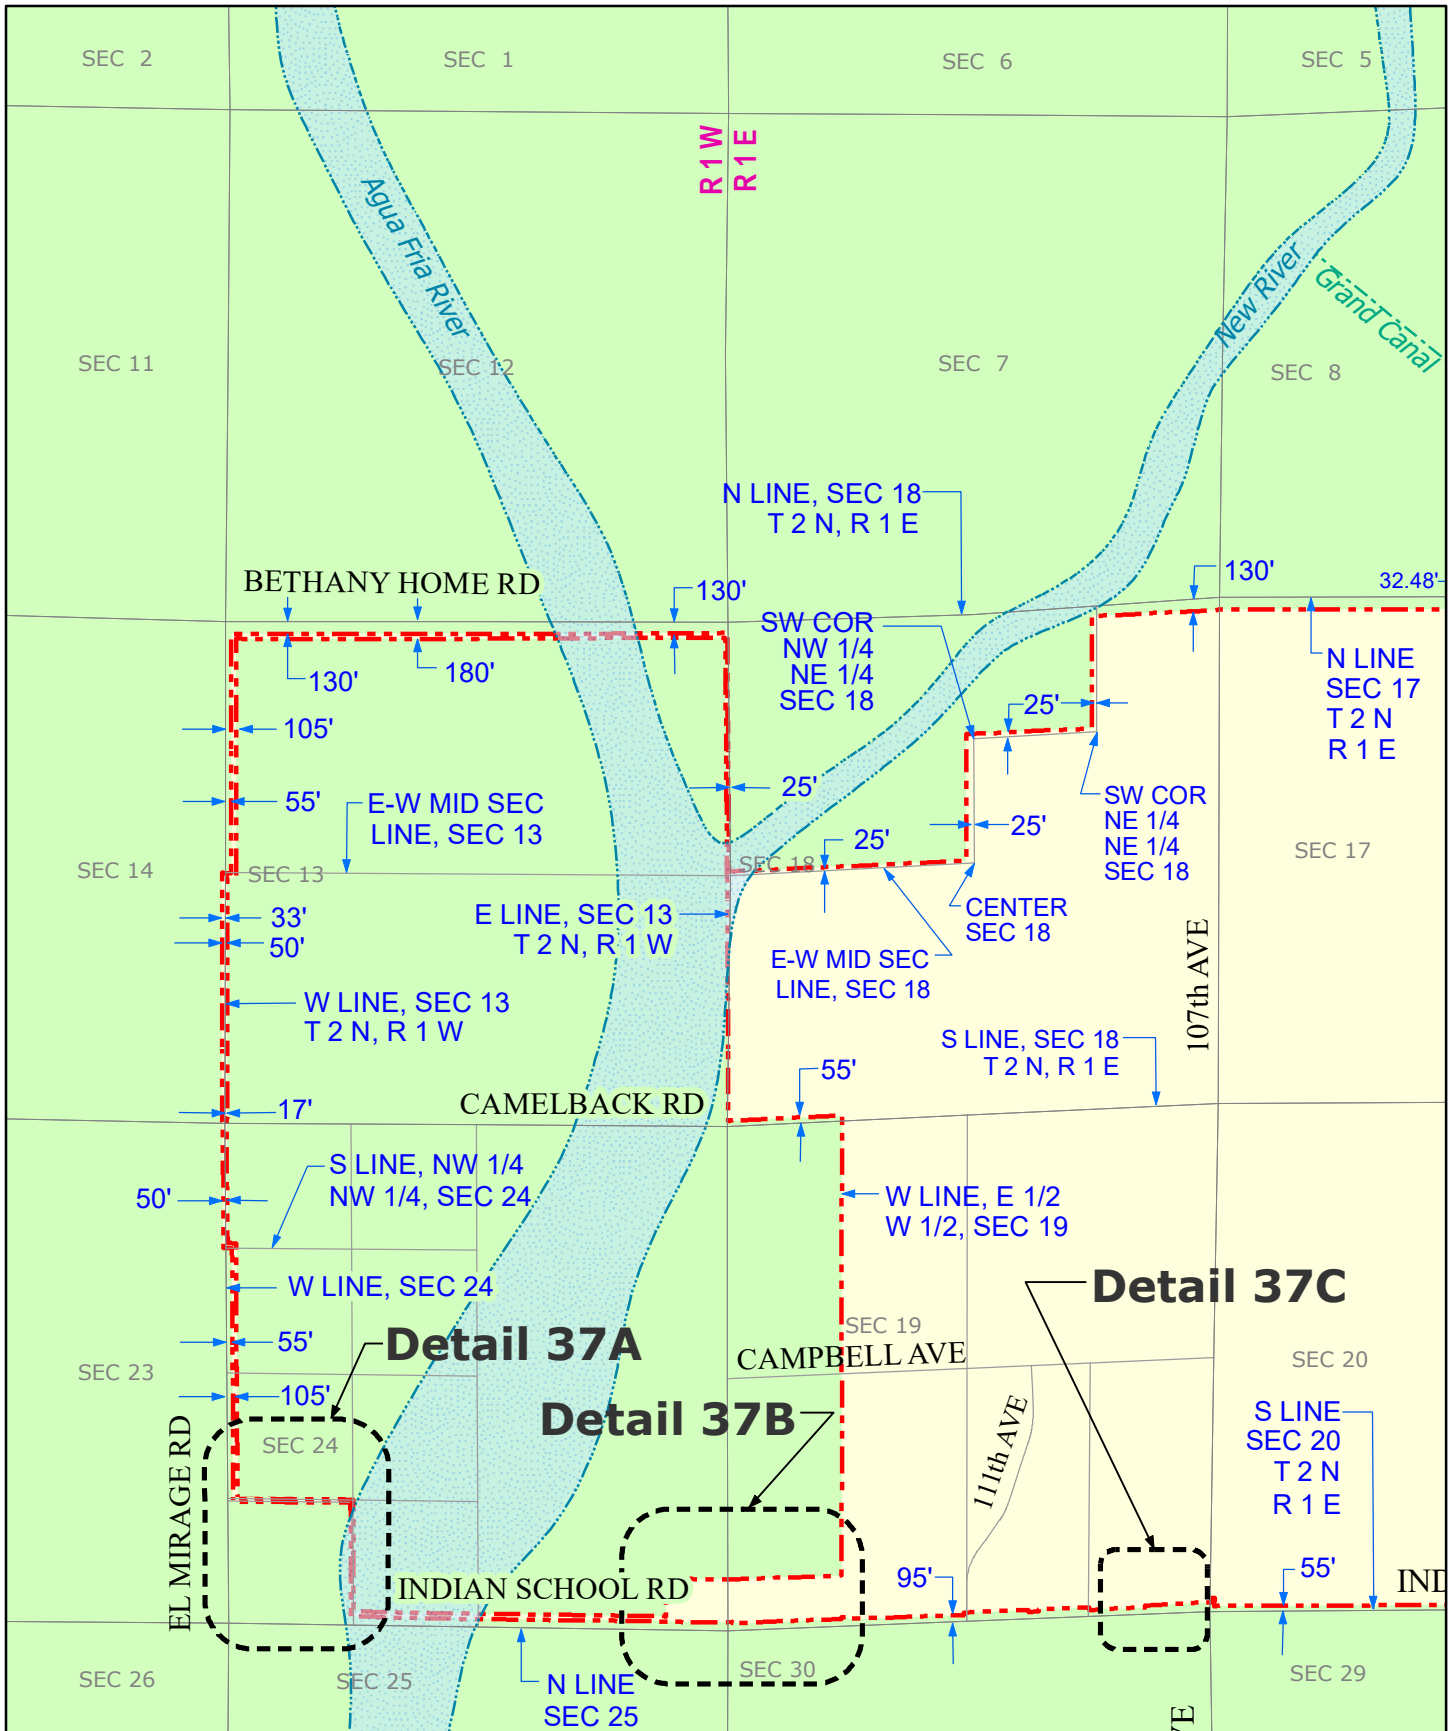 SEC 2
SEC 1
SEC 6
SEC 5
R 1 W
R 1 E
Agua Fria River
New River
Grand Canal
SEC 11
SEC 12
SEC 7
SEC 8
N LINE, SEC 18
T 2 N, R 1 E
BETHANY HOME RD
130'
130'
32.48'
SW COR
NW 1/4
NE 1/4
SEC 18
130'
180'
N LINE
SEC 17
T 2 N
R 1 E
105'
25'
25'
55'
E-W MID SEC
LINE, SEC 13
SW COR
NE 1/4
NE 1/4
SEC 18
25'
25'
SEC 14
SEC 13
SEC 18
SEC 17
33'
50'
E LINE, SEC 13
T 2 N, R 1 W
CENTER
SEC 18
E-W MID SEC
LINE, SEC 18
107th AVE
W LINE, SEC 13
T 2 N, R 1 W
S LINE, SEC 18
T 2 N, R 1 E
55'
17'
CAMELBACK RD
S LINE, NW 1/4
NW 1/4, SEC 24
50'
W LINE, E 1/2
W 1/2, SEC 19
W LINE, SEC 24
Detail 37C
55'
Detail 37A
SEC 19
CAMPBELL AVE
SEC 23
SEC 20
105'
Detail 37B
111th AVE
S LINE
SEC 20
T 2 N
R 1 E
SEC 24
EL MIRAGE RD
INDIAN SCHOOL RD
95'
55'
IND
SEC 26
SEC 25
SEC 30
SEC 29
N LINE
SEC 25
VE